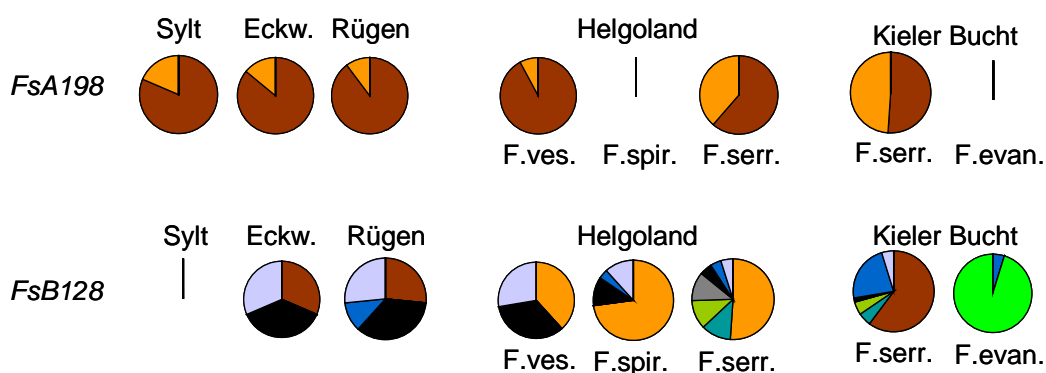 Sylt Eckw. Rügen Helgoland Kieler Bucht
FsA198
F.ves. F.spir. F.serr. F.serr. F.evan.
Sylt Eckw. Rügen Helgoland Kieler Bucht
FsB128
F.ves. F.spir. F.serr. F.serr. F.evan.